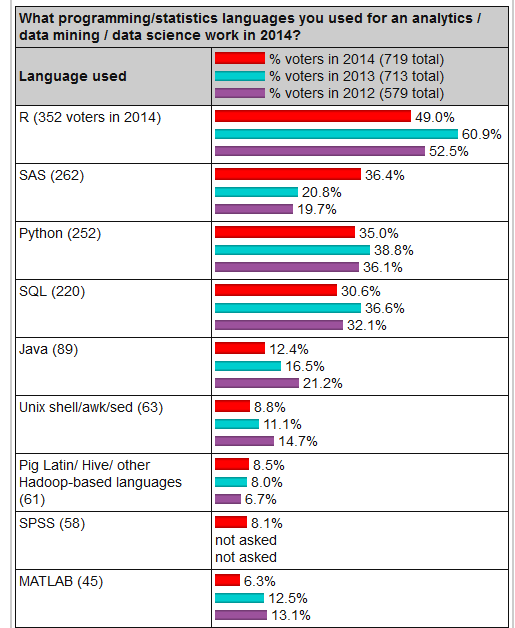 What programming/statistics languages you used for an analytics /
data mining / data science work in 2014?
Language used
% voters in 2014 (719 total)
% voters in 2013 (713 total)
% voters in 2012 (579 total)
R (352 voters in 2014)
49.0%
60.9%
52.5%
SAS (262)
36.4%
20.8%
19.7%
Python (252)
35.0%
38.8%
36.1%
SQL (220)
30.6%
36.6%
32.1%
Java (89)
12.4%
16.5%
21.2%
Unix shell/awk/sed (63)
8.8%
11.1%
14.7%
Pig Latin/ Hive/ other
Hadoop-based languages
(61)
8.5%
8.0%
6.7%
SPSS (58)
8.1%
not asked
not asked
MATLAB (45)
6.3%
12.5%
13.1%